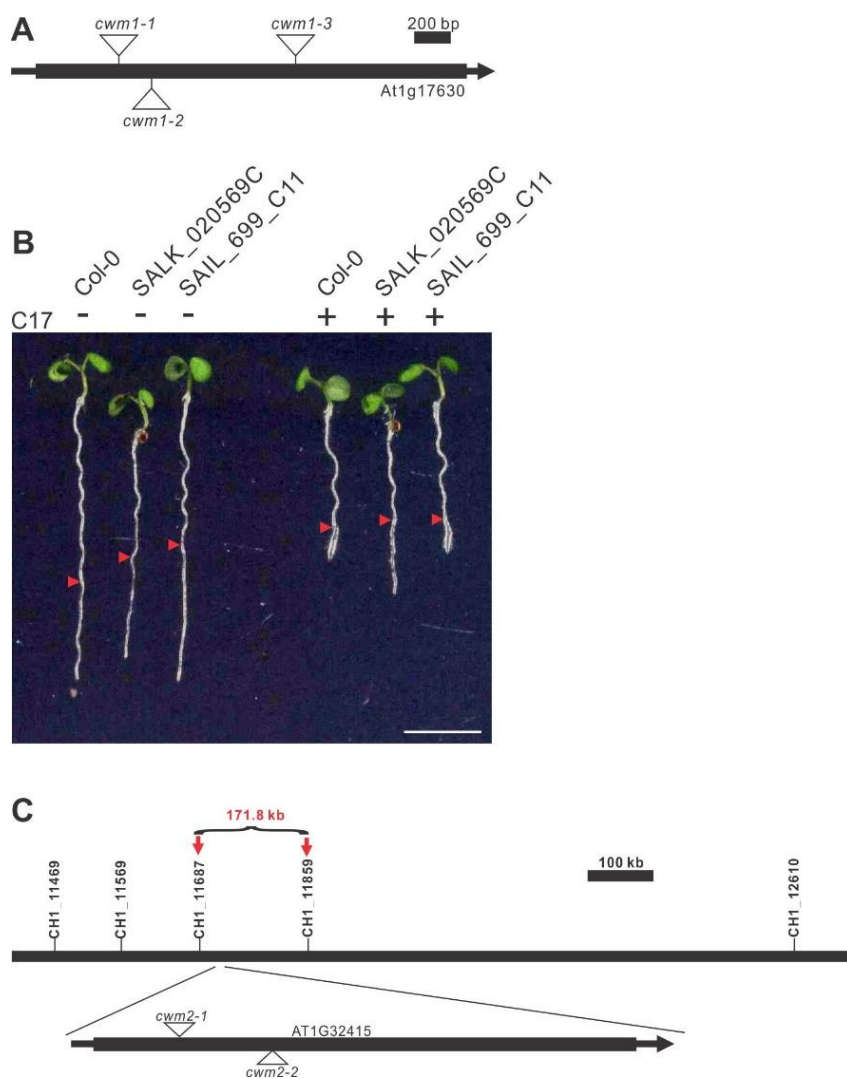 A
cwm1-1
cwm1-3
200 bp
At1g17630
cwm1-2
B
Col-0
SALK_020569C
SAIL_699_C11
Col-0
SALK_020569C
SAIL_699_C11
C17 - - - + + +
C
171.8 kb
100 kb
CH1_11469
CH1_11569
CH1_11687
CH1_11859
CH1_12610
cwm2-1
AT1G32415
cwm2-2